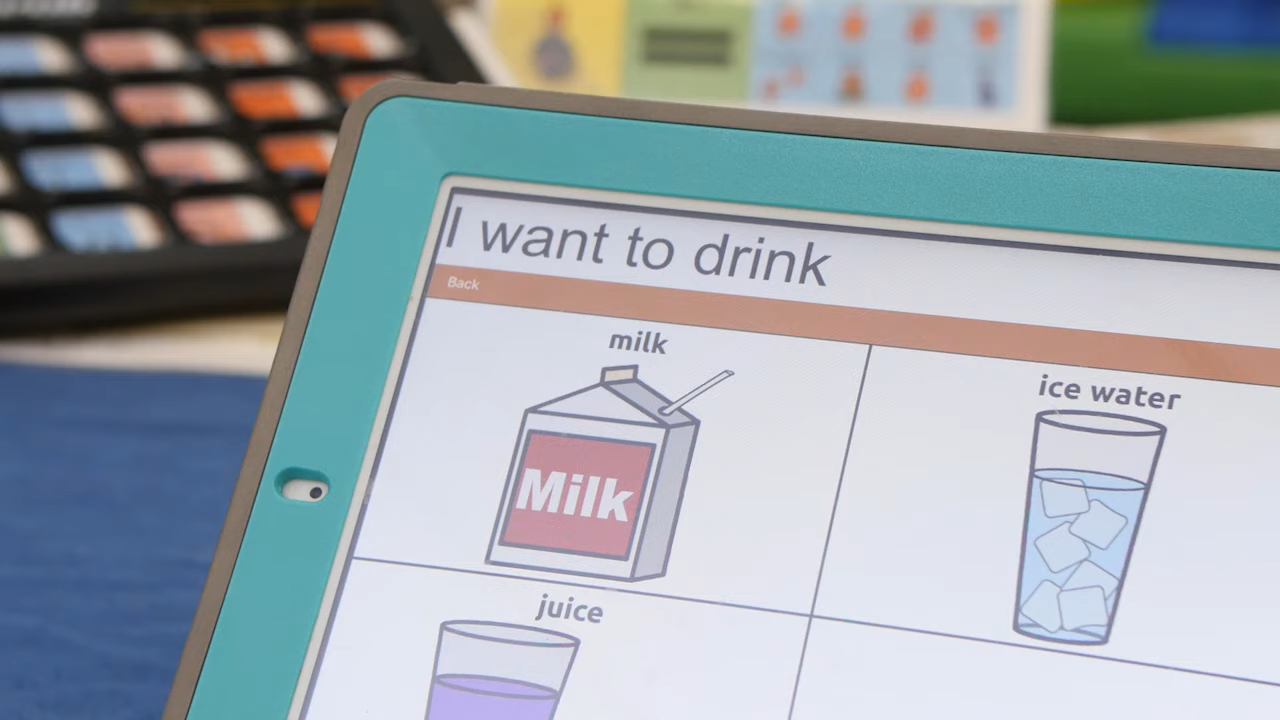 I want to drink
Back
milk
ice water
Milk
juice